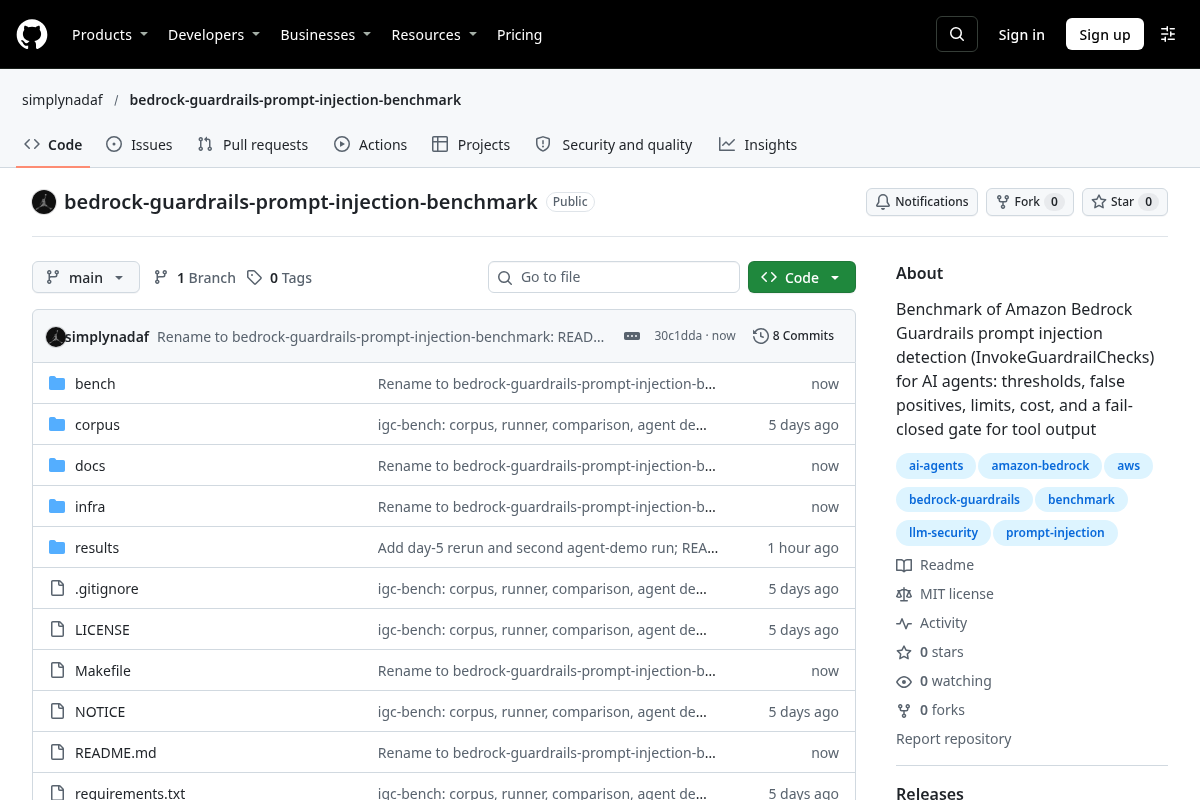 Products Developers Businesses Resources Pricing Sign in Sign up
simplynadaf / bedrock-guardrails-prompt-injection-benchmark
Code Issues Pull requests Actions Projects Security and quality Insights
bedrock-guardrails-prompt-injection-benchmark Public Notifications Fork 0 Star 0
main 1 Branch 0 Tags Go to file Code
simplynadaf Rename to bedrock-guardrails-prompt-injection-benchmark: READ... 30c1dda · now 8 Commits
bench Rename to bedrock-guardrails-prompt-injection-b... now
corpus igc-bench: corpus, runner, comparison, agent de... 5 days ago
docs Rename to bedrock-guardrails-prompt-injection-b... now
infra Rename to bedrock-guardrails-prompt-injection-b... now
results Add day-5 rerun and second agent-demo run; REA... 1 hour ago
.gitignore igc-bench: corpus, runner, comparison, agent de... 5 days ago
LICENSE igc-bench: corpus, runner, comparison, agent de... 5 days ago
Makefile Rename to bedrock-guardrails-prompt-injection-b... now
NOTICE igc-bench: corpus, runner, comparison, agent de... 5 days ago
README.md Rename to bedrock-guardrails-prompt-injection-b... now
requirements.txt igc-bench: corpus, runner, comparison, agent de... 5 days ago
About
Benchmark of Amazon Bedrock
Guardrails prompt injection
detection (InvokeGuardrailChecks)
for AI agents: thresholds, false
positives, limits, cost, and a fail-
closed gate for tool output
ai-agents amazon-bedrock aws
bedrock-guardrails benchmark
llm-security prompt-injection
Readme
MIT license
Activity
0 stars
0 watching
0 forks
Report repository
Releases